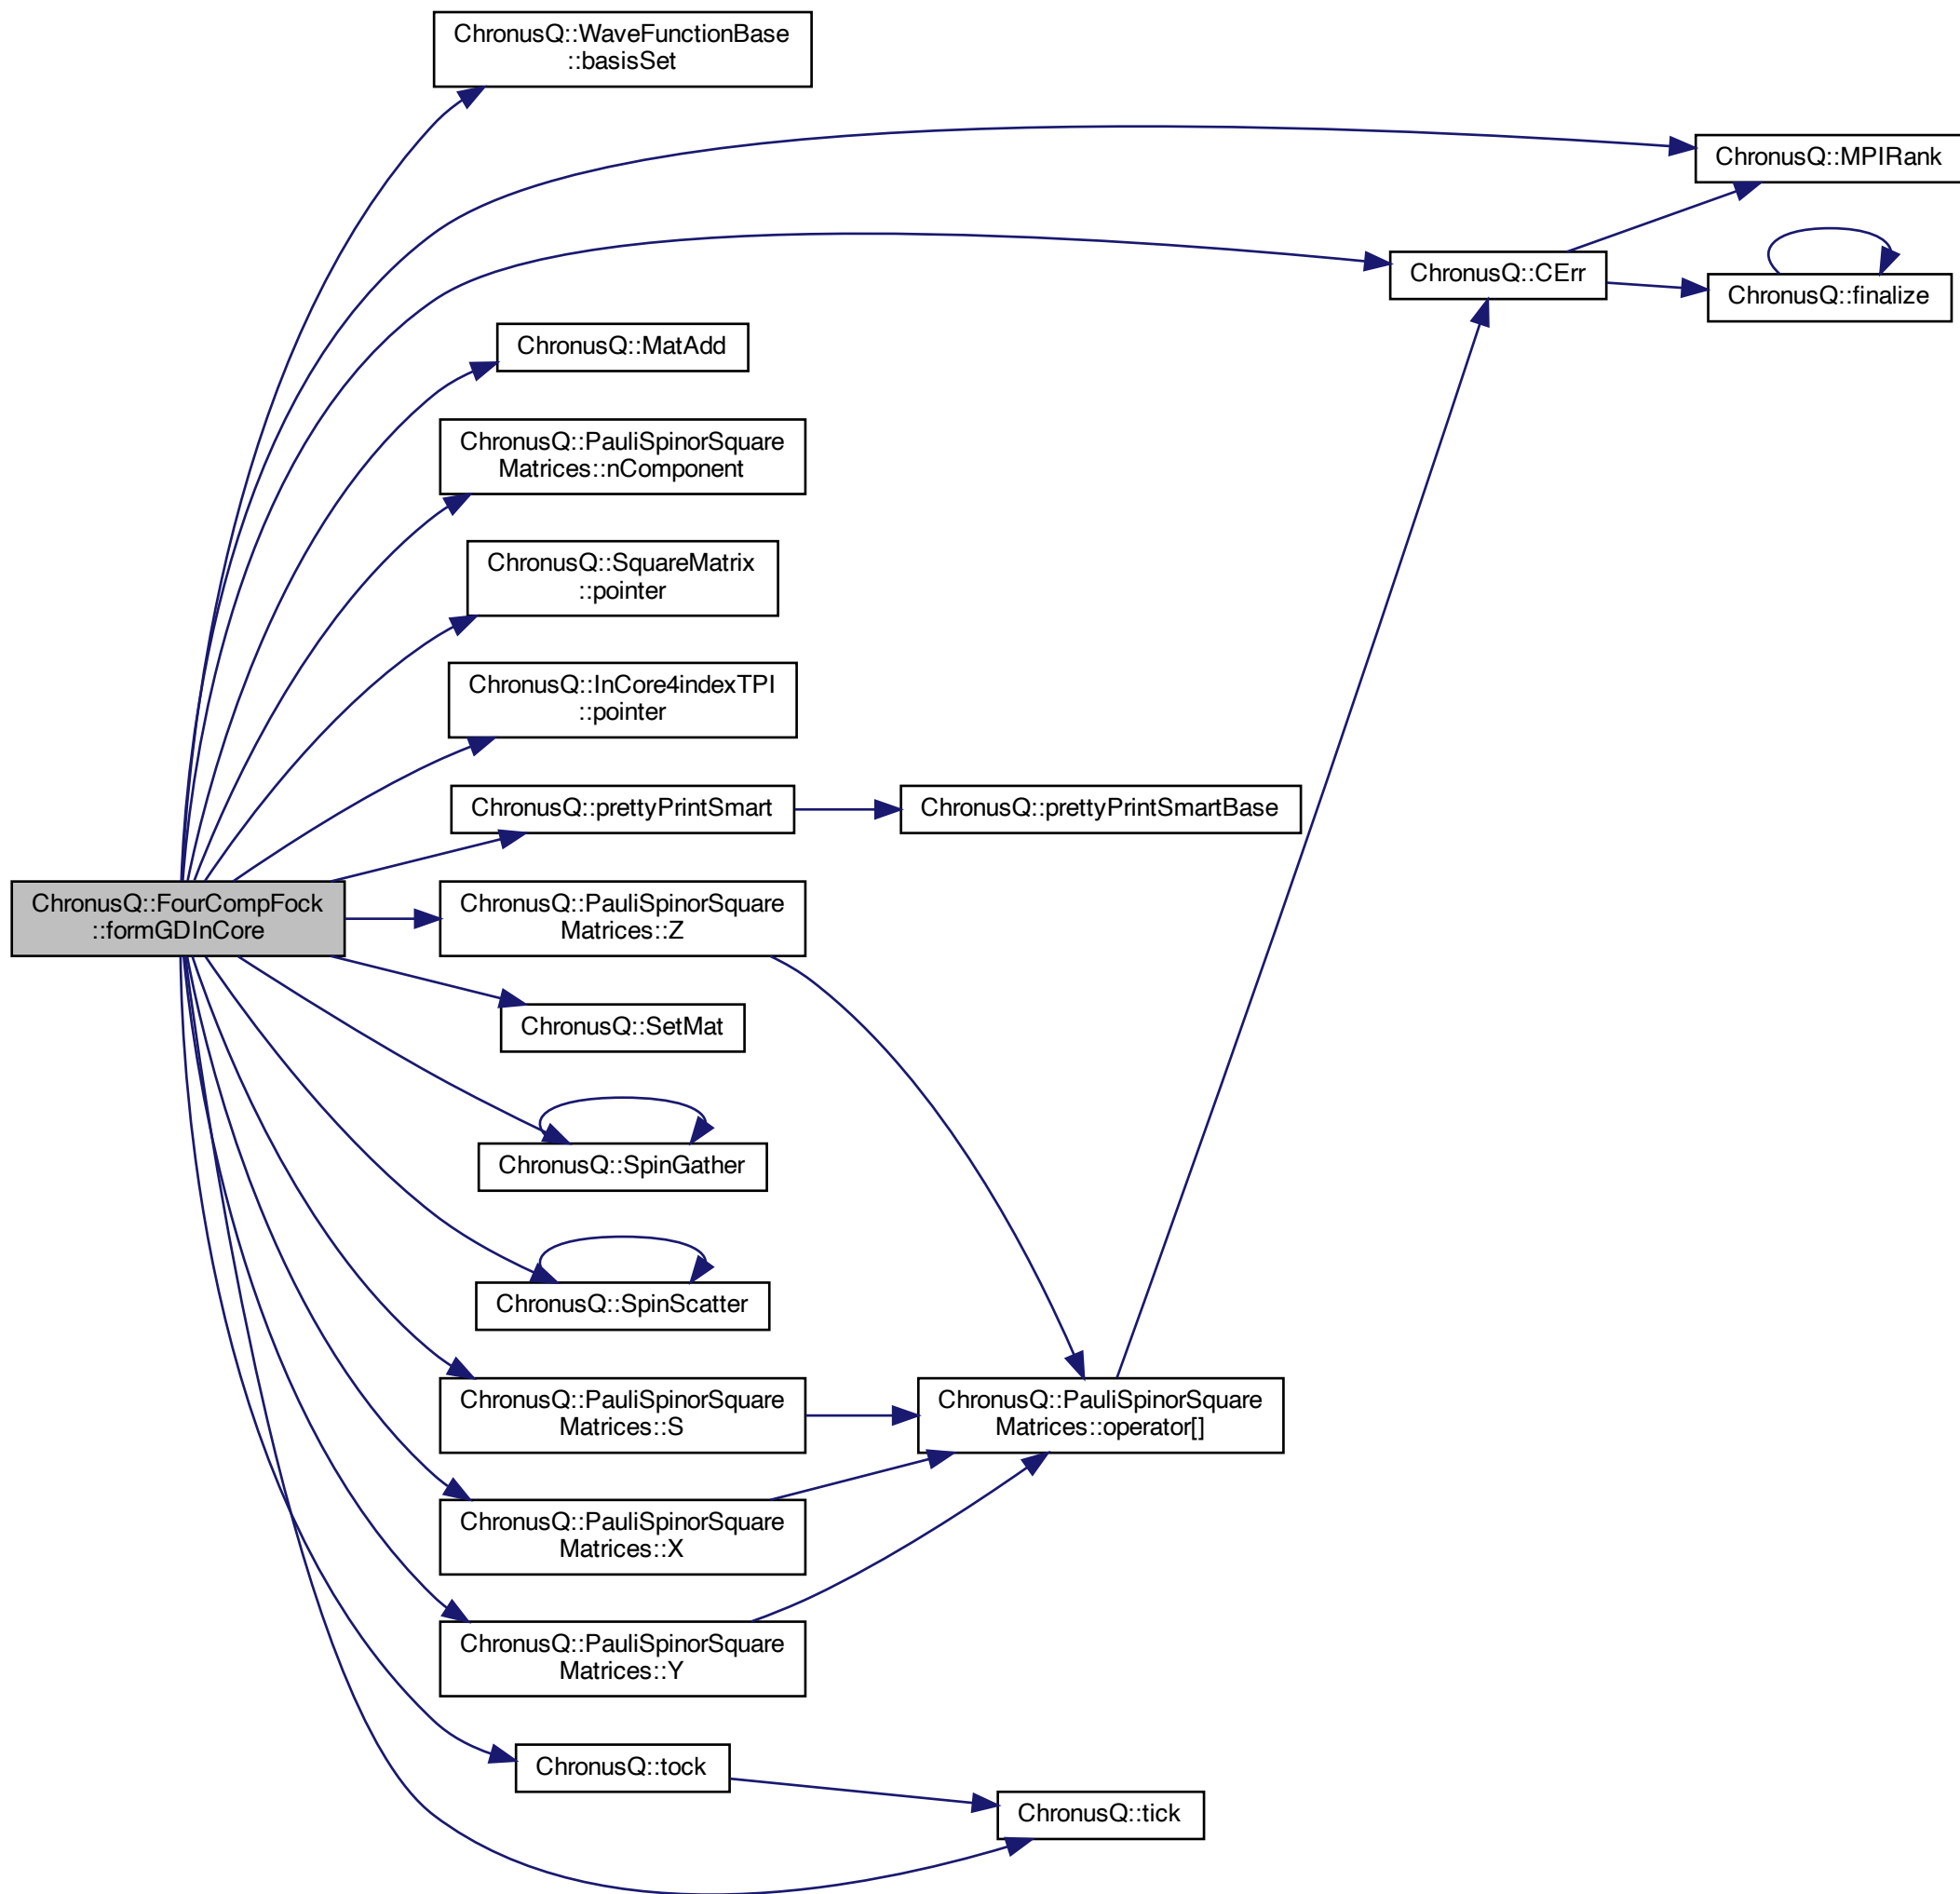 ChronusQ::WaveFunctionBase
::basisSet
ChronusQ::MPIRank
ChronusQ::CErr
ChronusQ::finalize
ChronusQ::MatAdd
ChronusQ::PauliSpinorSquare
Matrices::nComponent
ChronusQ::SquareMatrix
::pointer
ChronusQ::InCore4indexTPI
::pointer
ChronusQ::prettyPrintSmart
ChronusQ::prettyPrintSmartBase
ChronusQ::FourCompFock
::formGDInCore
ChronusQ::PauliSpinorSquare
Matrices::Z
ChronusQ::SetMat
ChronusQ::SpinGather
ChronusQ::SpinScatter
ChronusQ::PauliSpinorSquare
Matrices::S
ChronusQ::PauliSpinorSquare
Matrices::operator[]
ChronusQ::PauliSpinorSquare
Matrices::X
ChronusQ::PauliSpinorSquare
Matrices::Y
ChronusQ::tock
ChronusQ::tick